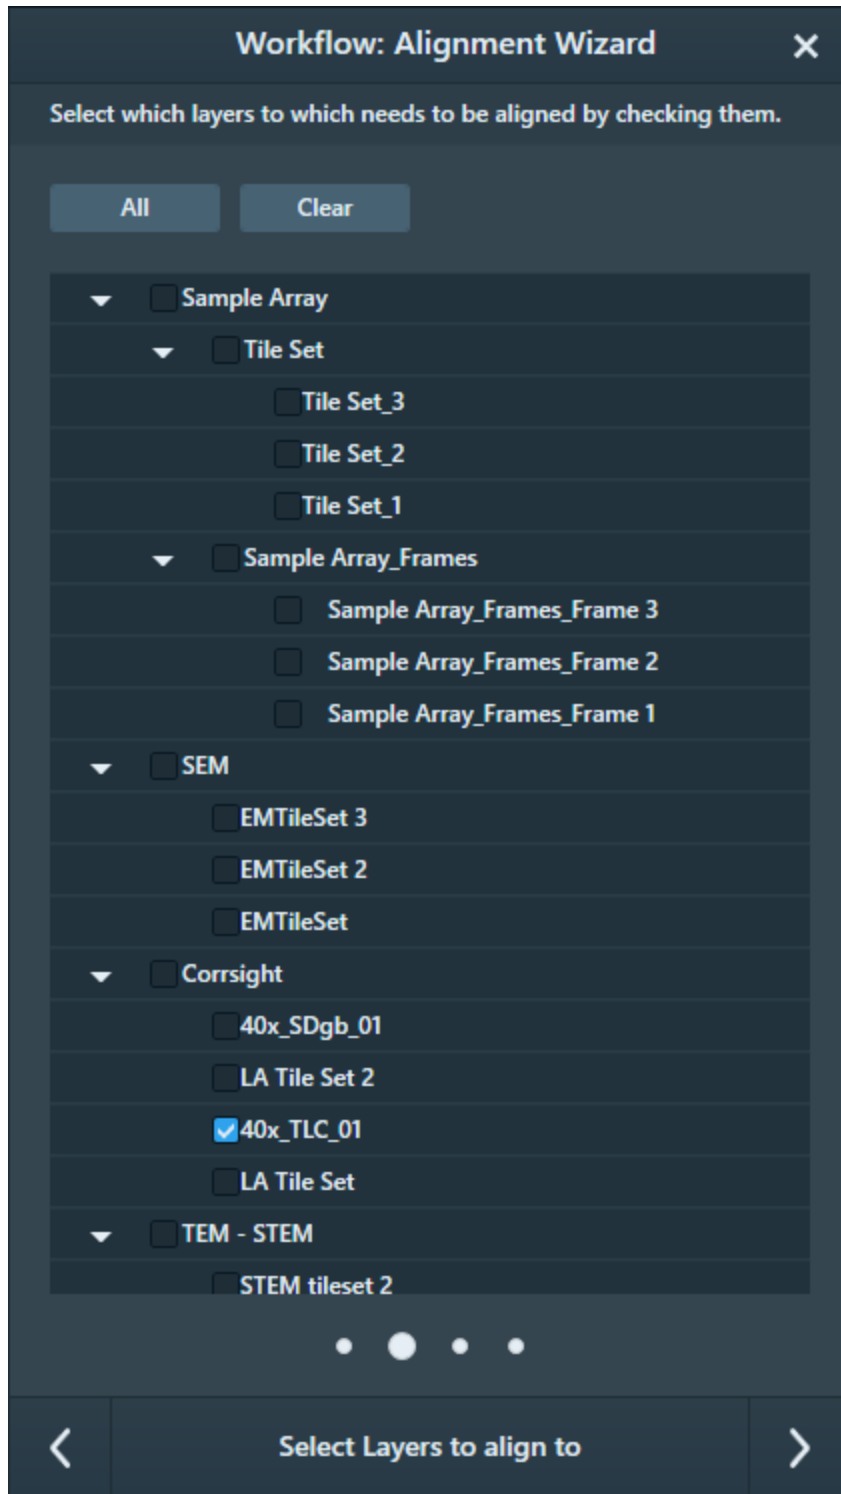 Workflow: Alignment Wizard
Select which layers to which needs to be aligned by checking them.
All
Clear
Sample Array
Tile Set
Tile Set_3
Tile Set_2
Tile Set_1
Sample Array_Frames
Sample Array_Frames_Frame 3
Sample Array_Frames_Frame 2
Sample Array_Frames_Frame 1
SEM
EMTileSet 3
EMTileSet 2
EMTileSet
Corrsight
40x_SDgb_01
LA Tile Set 2
40x_TLC_01
LA Tile Set
TEM - STEM
STEM tileset 2
Select Layers to align to